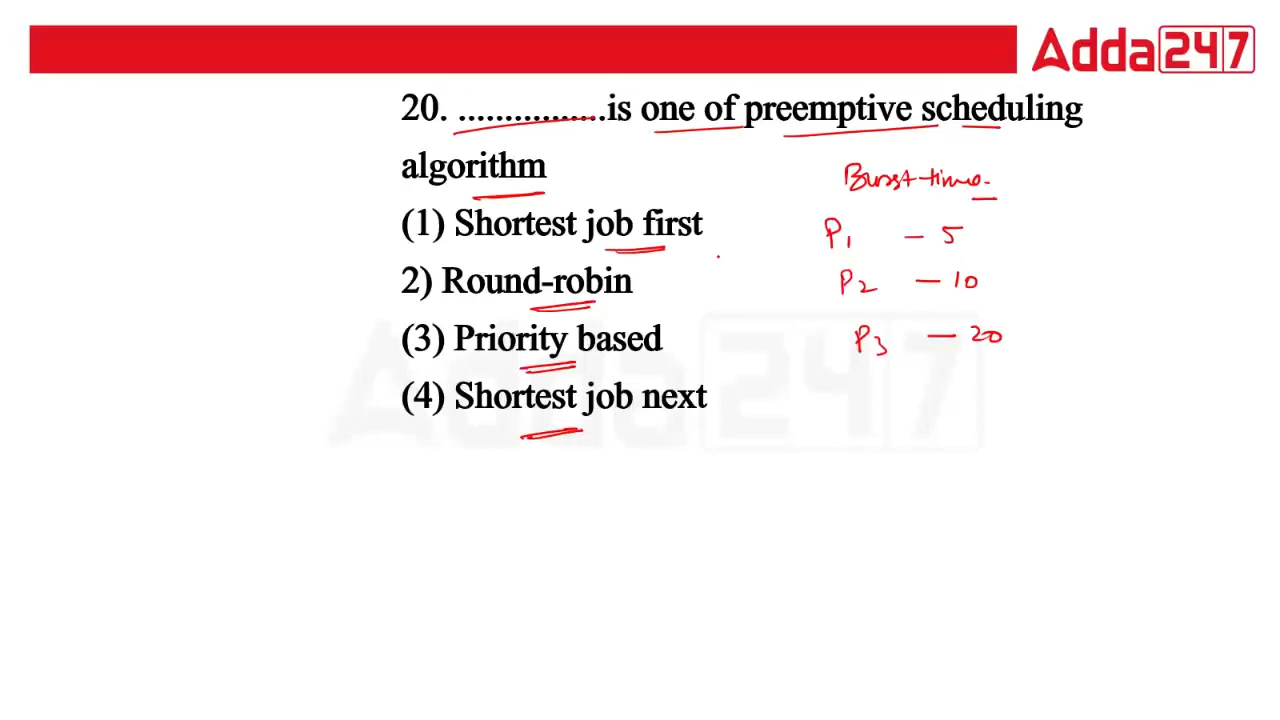 Adda247
20. ................is one of preemptive scheduling
algorithm
Burst time
(1) Shortest job first
P1 - 5
2) Round-robin
P2 - 10
(3) Priority based
P3 - 20
(4) Shortest job next
Adda247